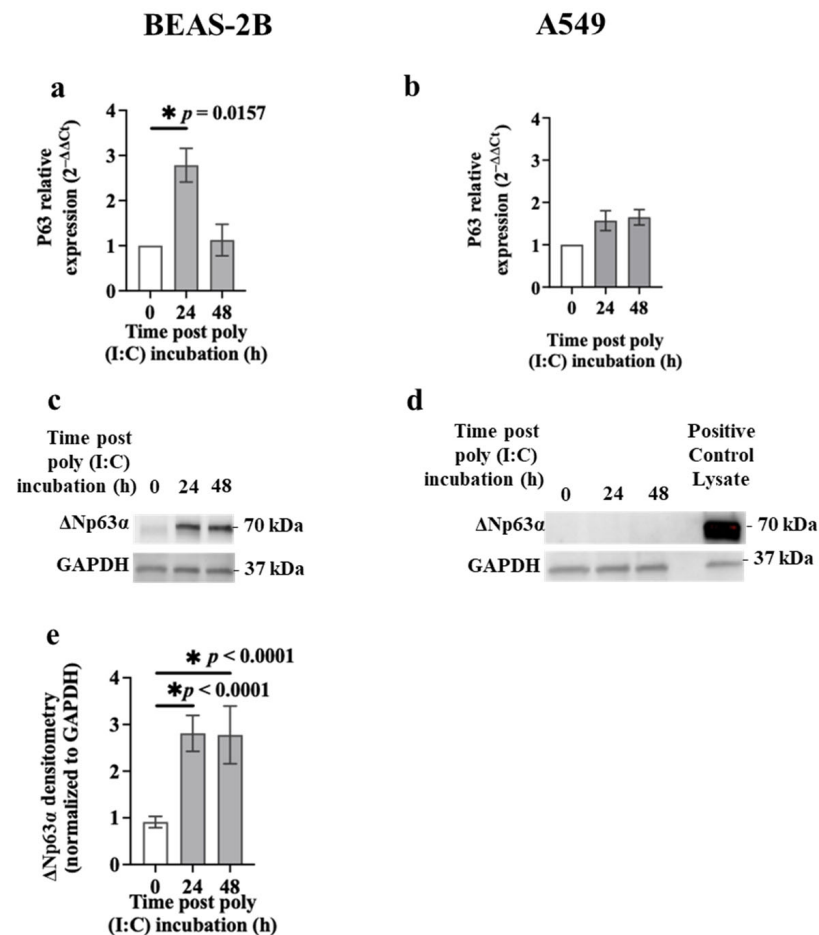 BEAS-2B
A549
a
4
3
2
1
0
P63 relative
expression (2⁻ΔΔCt)
* p = 0.0157
0 24 48
Time post poly
(I:C) incubation (h)
b
4
3
2
1
0
P63 relative
expression (2⁻ΔΔCt)
0 24 48
Time post poly
(I:C) incubation (h)
c
Time post
poly (I:C)
incubation (h) 0 24 48
ΔNp63α - 70 kDa
GAPDH - 37 kDa
d
Time post
poly (I:C)
incubation (h) 0 24 48
Positive
Control
Lysate
ΔNp63α - 70 kDa
GAPDH - 37 kDa
e
* p < 0.0001
*p < 0.0001
4
3
2
1
0
ΔNp63α densitometry
(normalized to GAPDH)
0 24 48
Time post poly
(I:C) incubation (h)